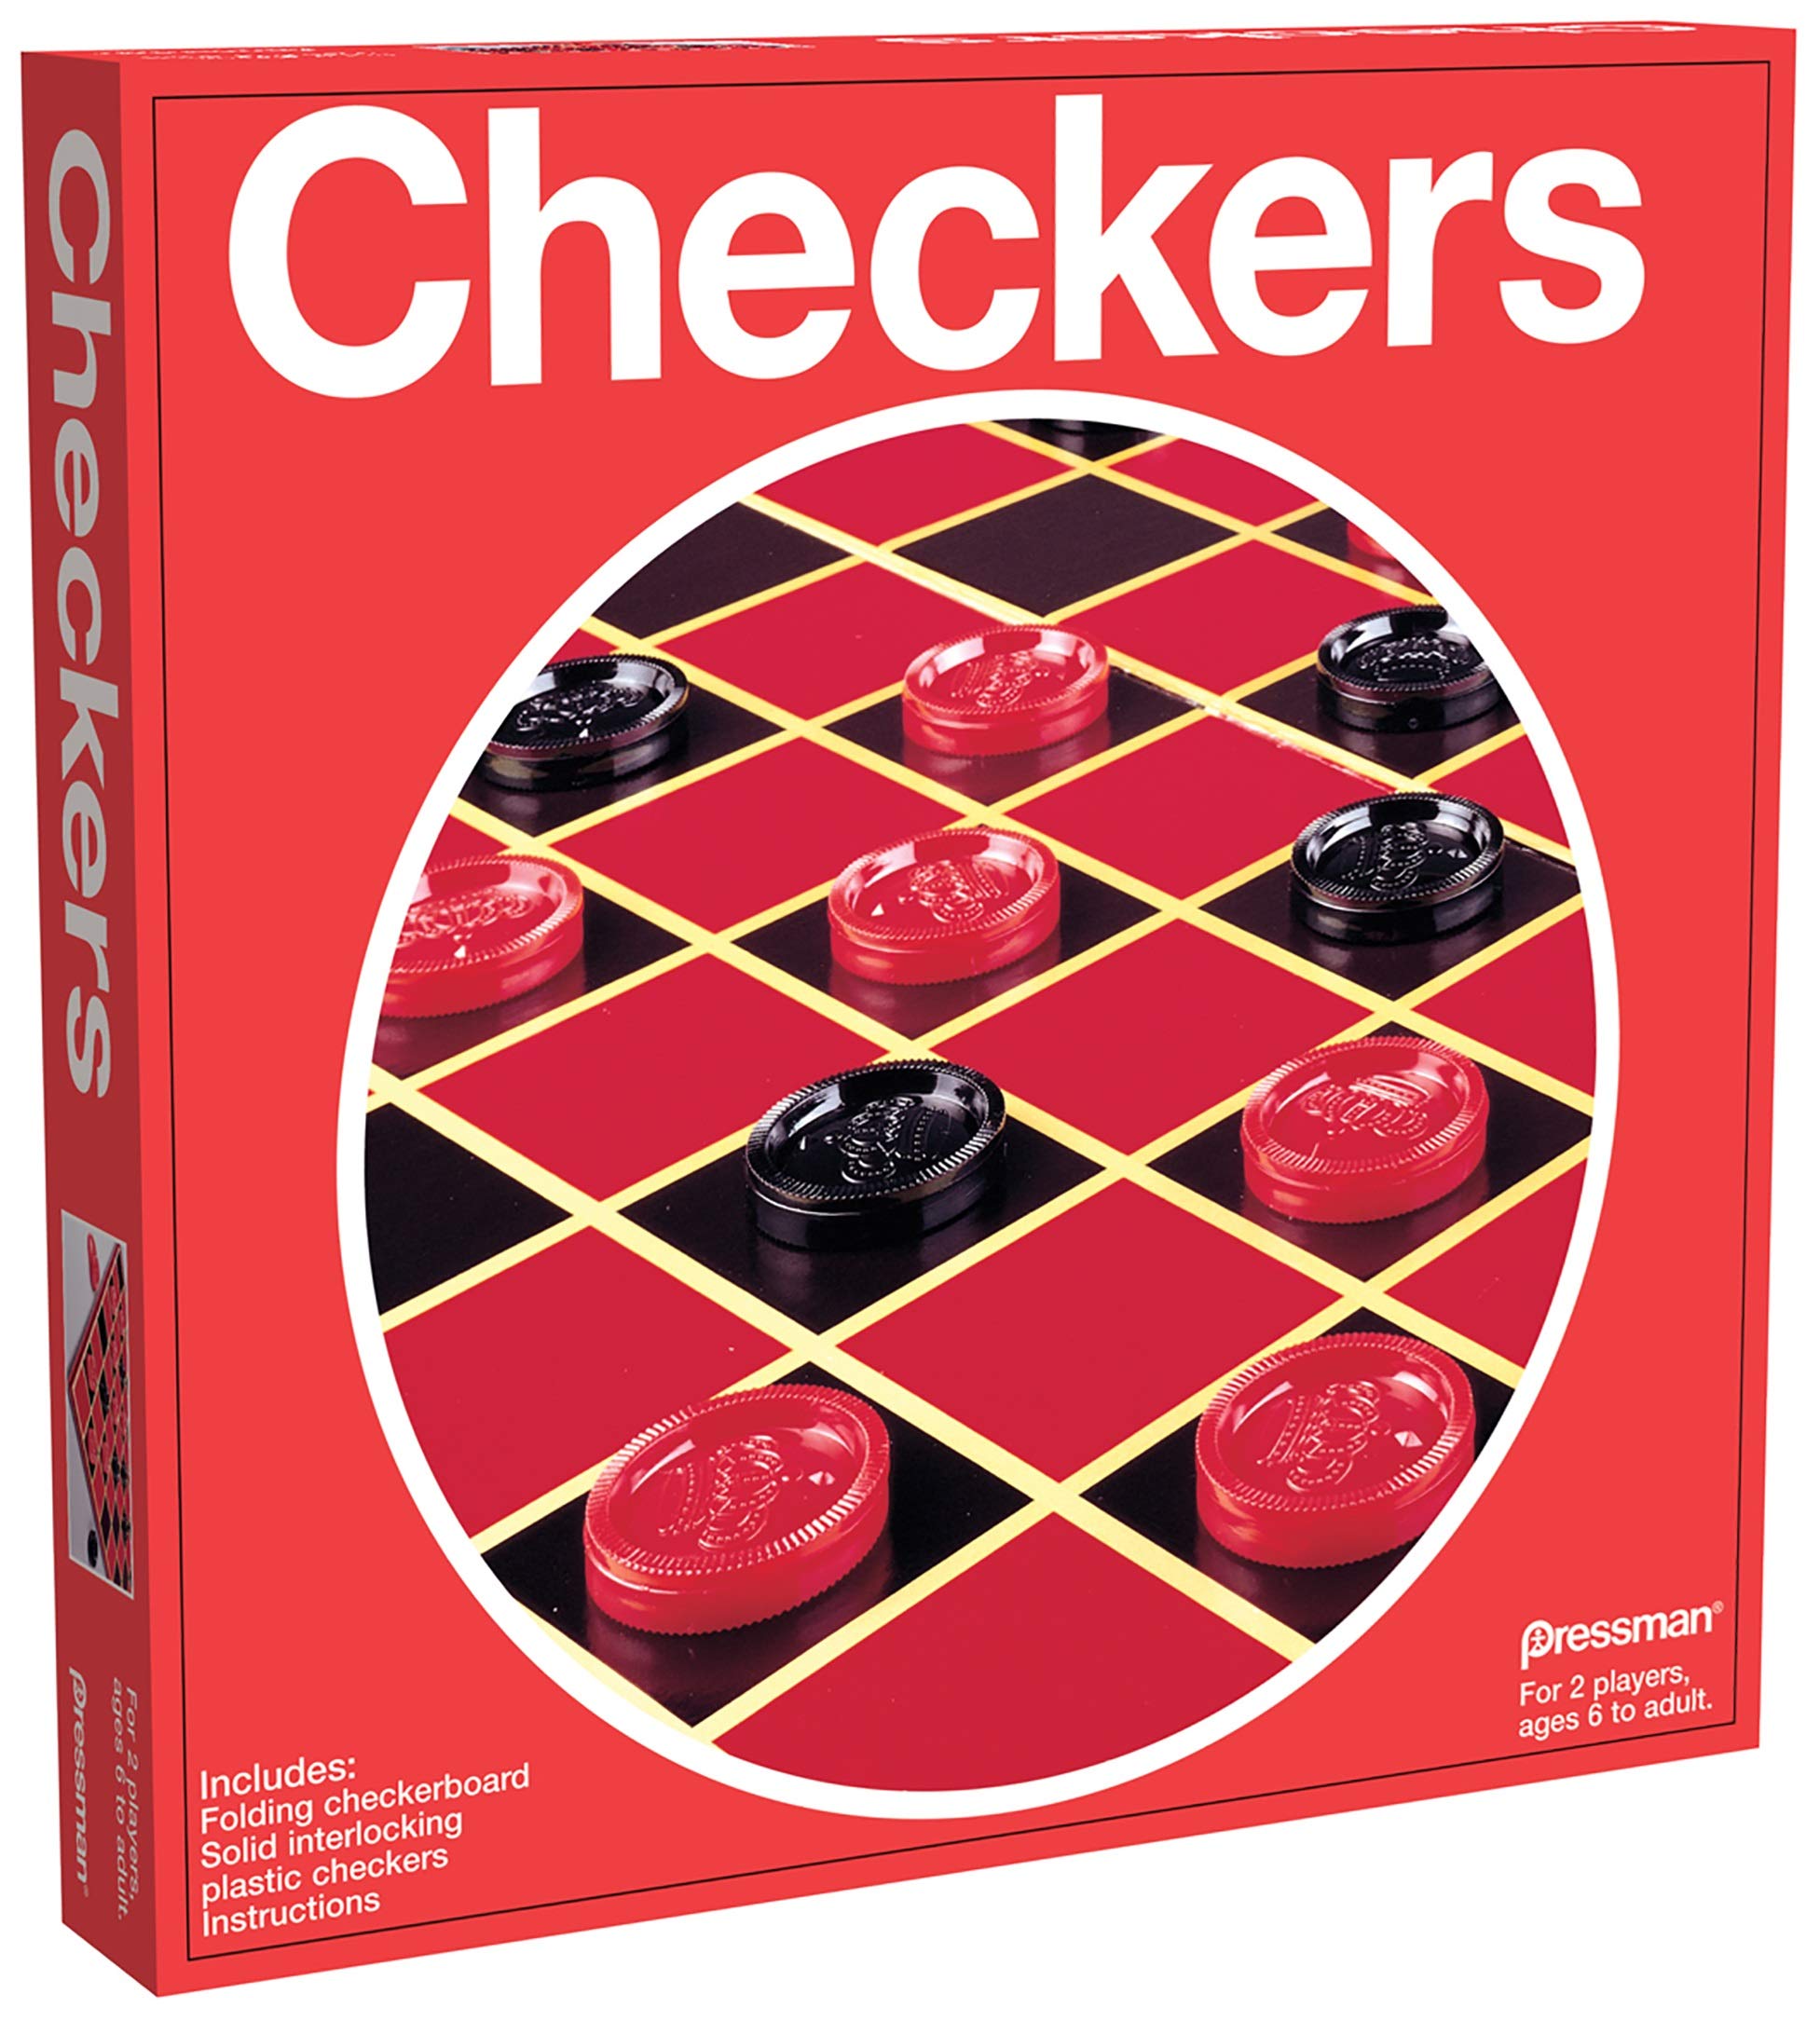 Checkers
Checkers
pressman®
For 2 players,
ages 6 to adult.
Includes:
Folding checkerboard
Solid interlocking
plastic checkers
Instructions
For 2 players,
ages 6 to adult.
pressman®